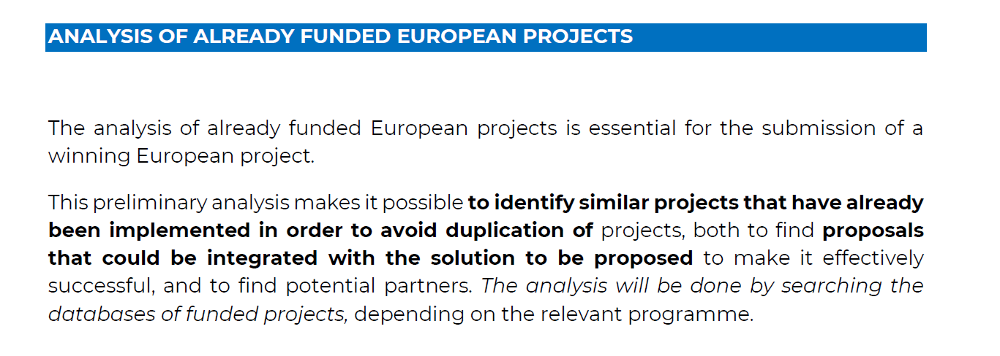 ANALYSIS OF ALREADY FUNDED EUROPEAN PROJECTS
The analysis of already funded European projects is essential for the submission of a
winning European project.
This preliminary analysis makes it possible to identify similar projects that have already
been implemented in order to avoid duplication of projects, both to find proposals
that could be integrated with the solution to be proposed to make it effectively
successful, and to find potential partners. The analysis will be done by searching the
databases of funded projects, depending on the relevant programme.